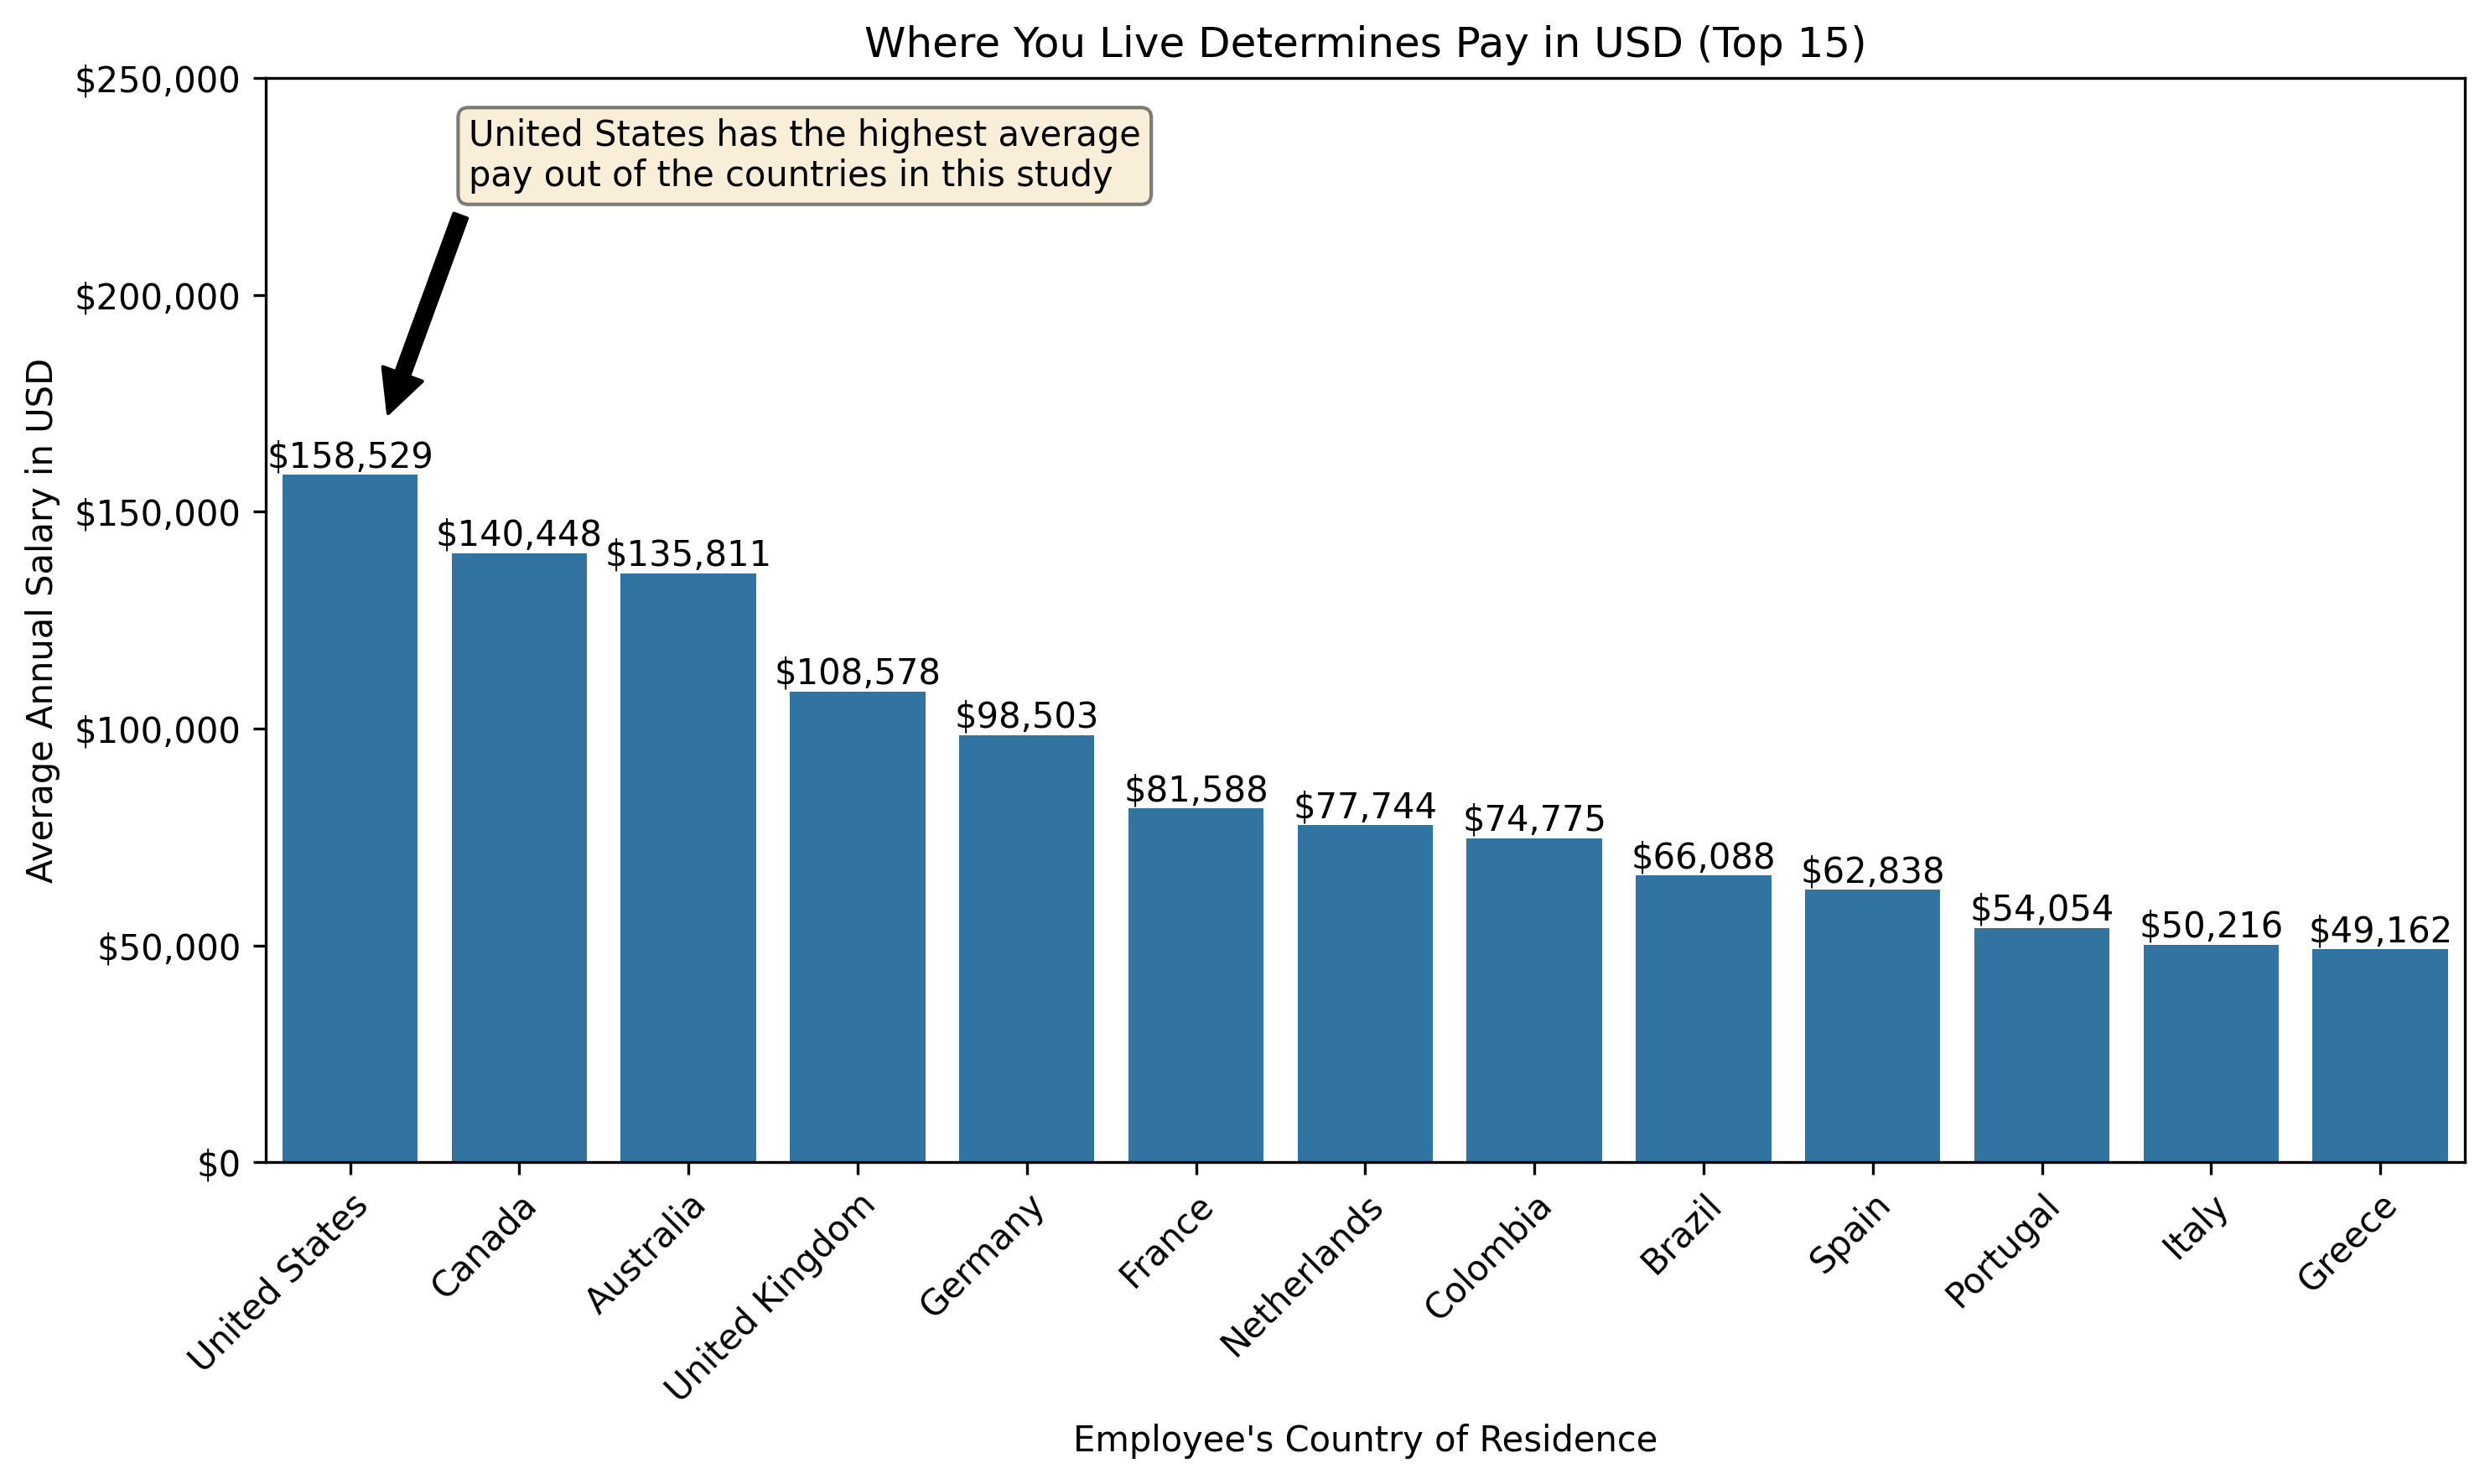 Where You Live Determines Pay in USD (Top 15)
$250,000
$200,000
$150,000
$100,000
$50,000
$0
Average Annual Salary in USD
United States has the highest average
pay out of the countries in this study
$158,529
$140,448
$135,811
$108,578
$98,503
$81,588
$77,744
$74,775
$66,088
$62,838
$54,054
$50,216
$49,162
United States
Canada
Australia
United Kingdom
Germany
France
Netherlands
Colombia
Brazil
Spain
Portugal
Italy
Greece
Employee's Country of Residence